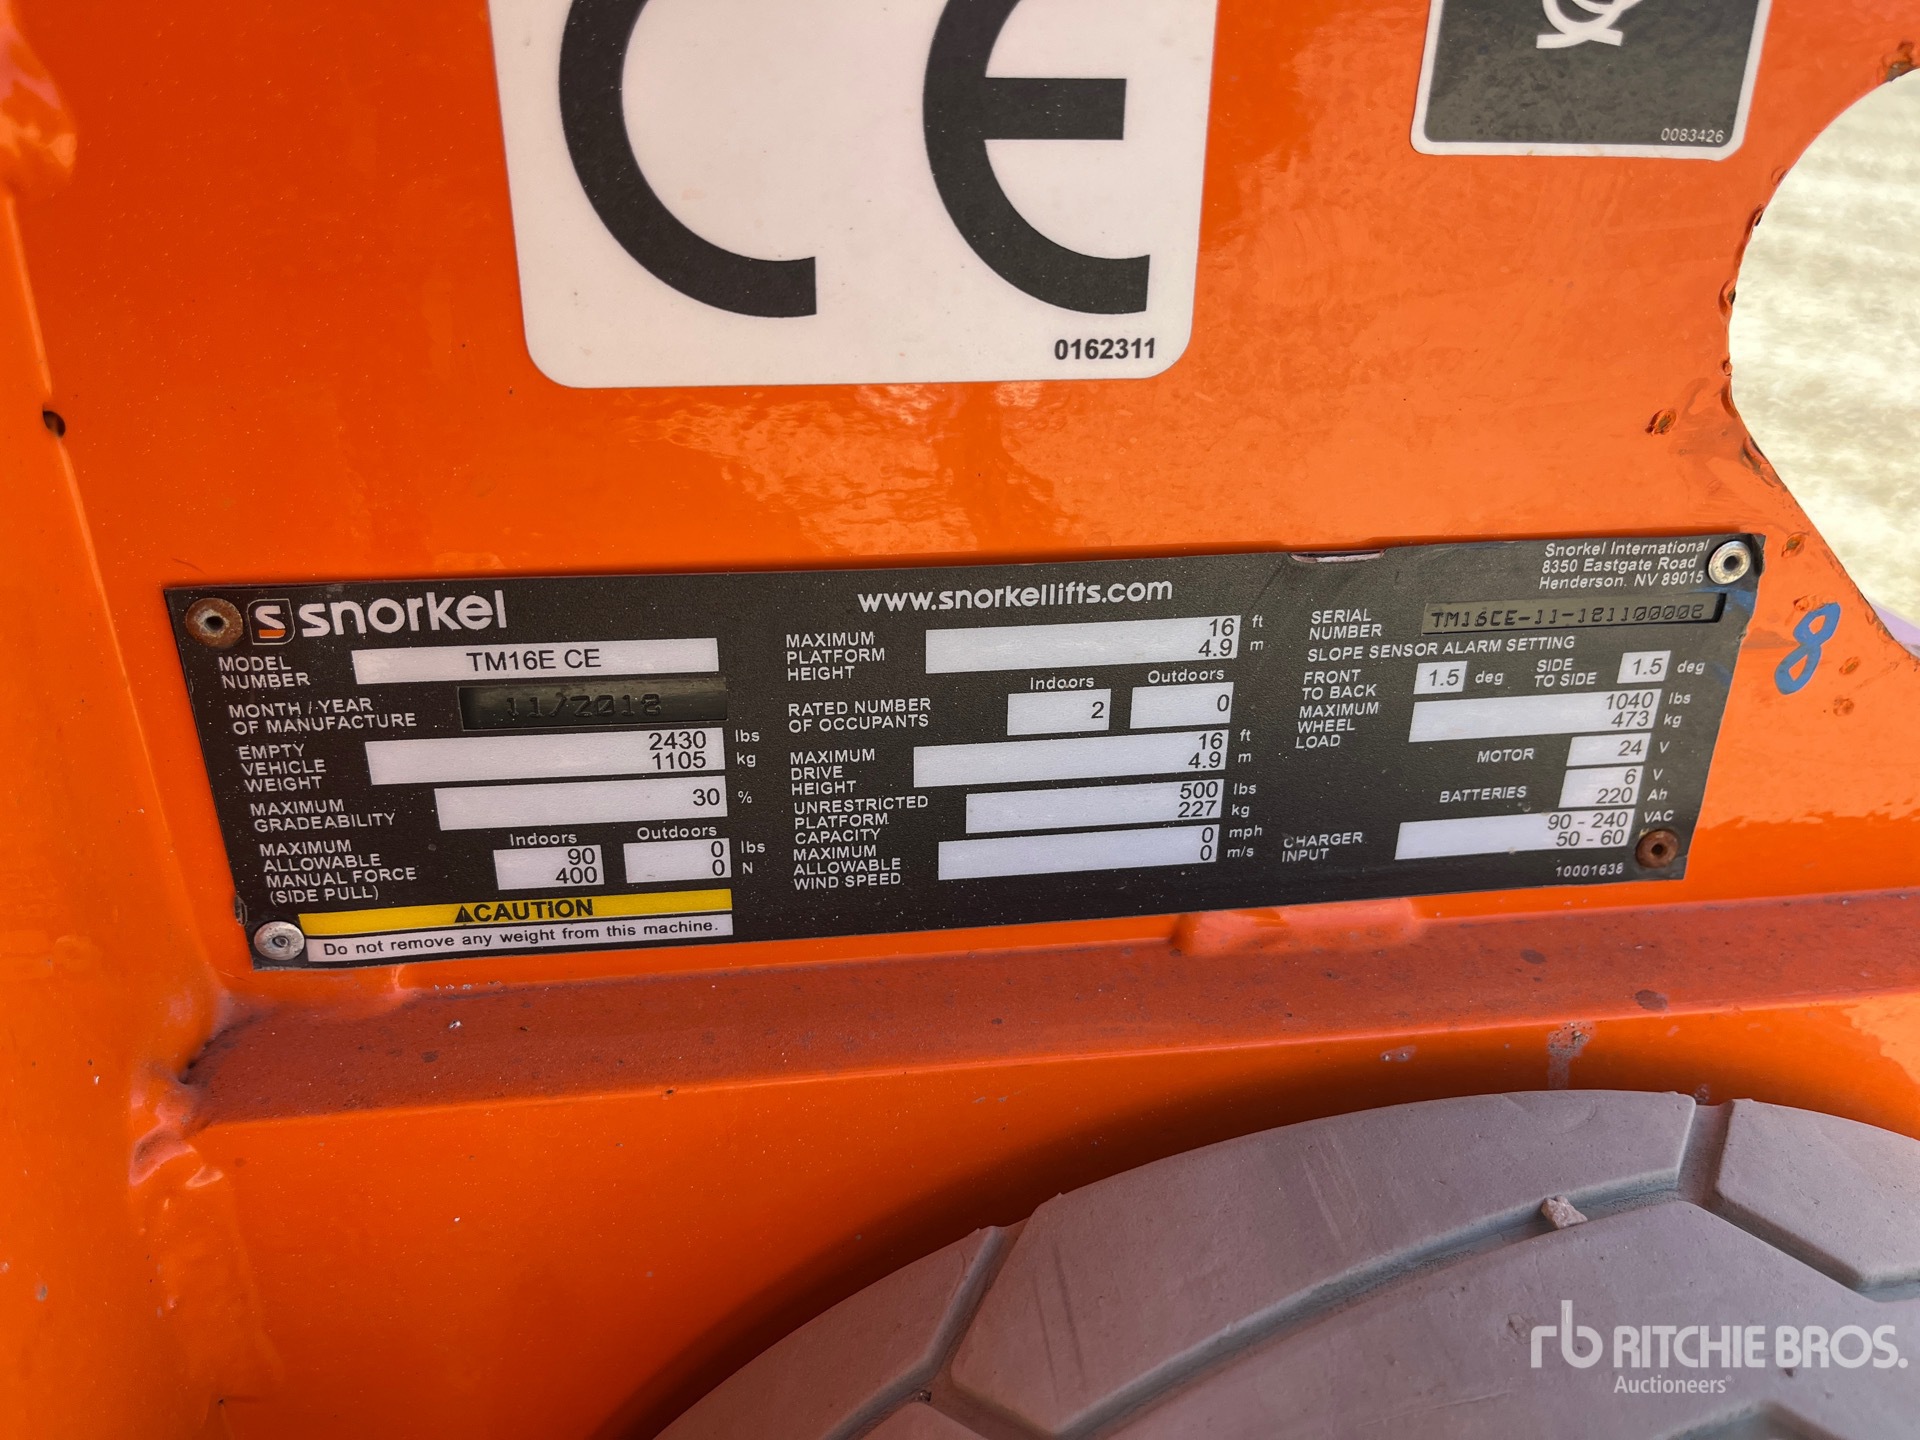 CE
0162311
0083426
snorkel
www.snorkellifts.com
Snorkel International
8350 Eastgate Road
Henderson, NV 89015
MODEL NUMBER TM16E CE
MONTH / YEAR OF MANUFACTURE 11/2018
EMPTY VEHICLE WEIGHT 2430 lbs
1105 kg
MAXIMUM GRADEABILITY 30 %
Indoors Outdoors
MAXIMUM ALLOWABLE MANUAL FORCE (SIDE PULL) 90 0 lbs
400 0 N
CAUTION
Do not remove any weight from this machine.
MAXIMUM PLATFORM HEIGHT 16 ft
4.9 m
Indoors Outdoors
RATED NUMBER OF OCCUPANTS 2 0
MAXIMUM DRIVE HEIGHT 16 ft
4.9 m
UNRESTRICTED PLATFORM CAPACITY 500 lbs
227 kg
MAXIMUM ALLOWABLE WIND SPEED 0 mph
0 m/s
SERIAL NUMBER TM16CE-11-181100008
SLOPE SENSOR ALARM SETTING
FRONT TO BACK 1.5 deg SIDE TO SIDE 1.5 deg
MAXIMUM WHEEL LOAD 1040 lbs
473 kg
MOTOR 24 V
BATTERIES 6 V
220 Ah
CHARGER INPUT 90 - 240 VAC
50 - 60
10001638
8
rb RITCHIE BROS.
Auctioneers